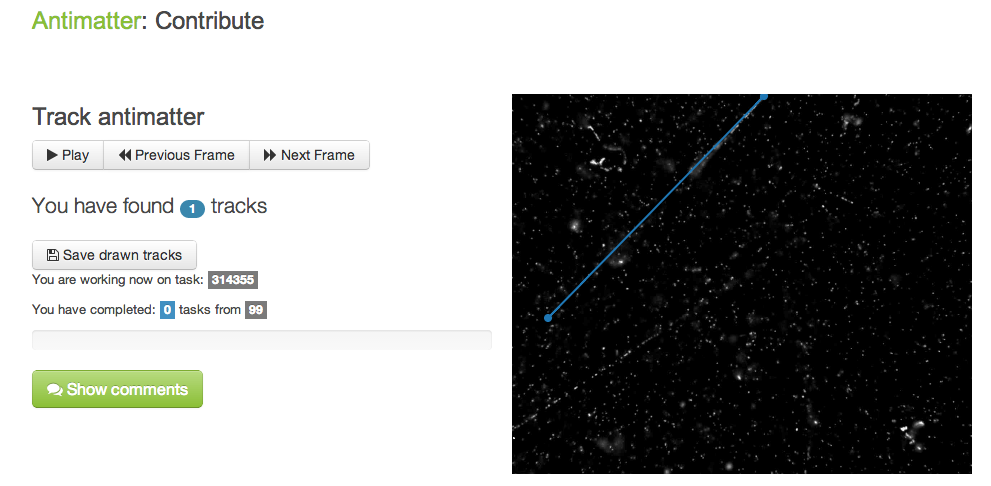 Antimatter: Contribute
Track antimatter
Play Previous Frame Next Frame
You have found 1 tracks
Save drawn tracks
You are working now on task: 314355
You have completed: 0 tasks from 99
Show comments